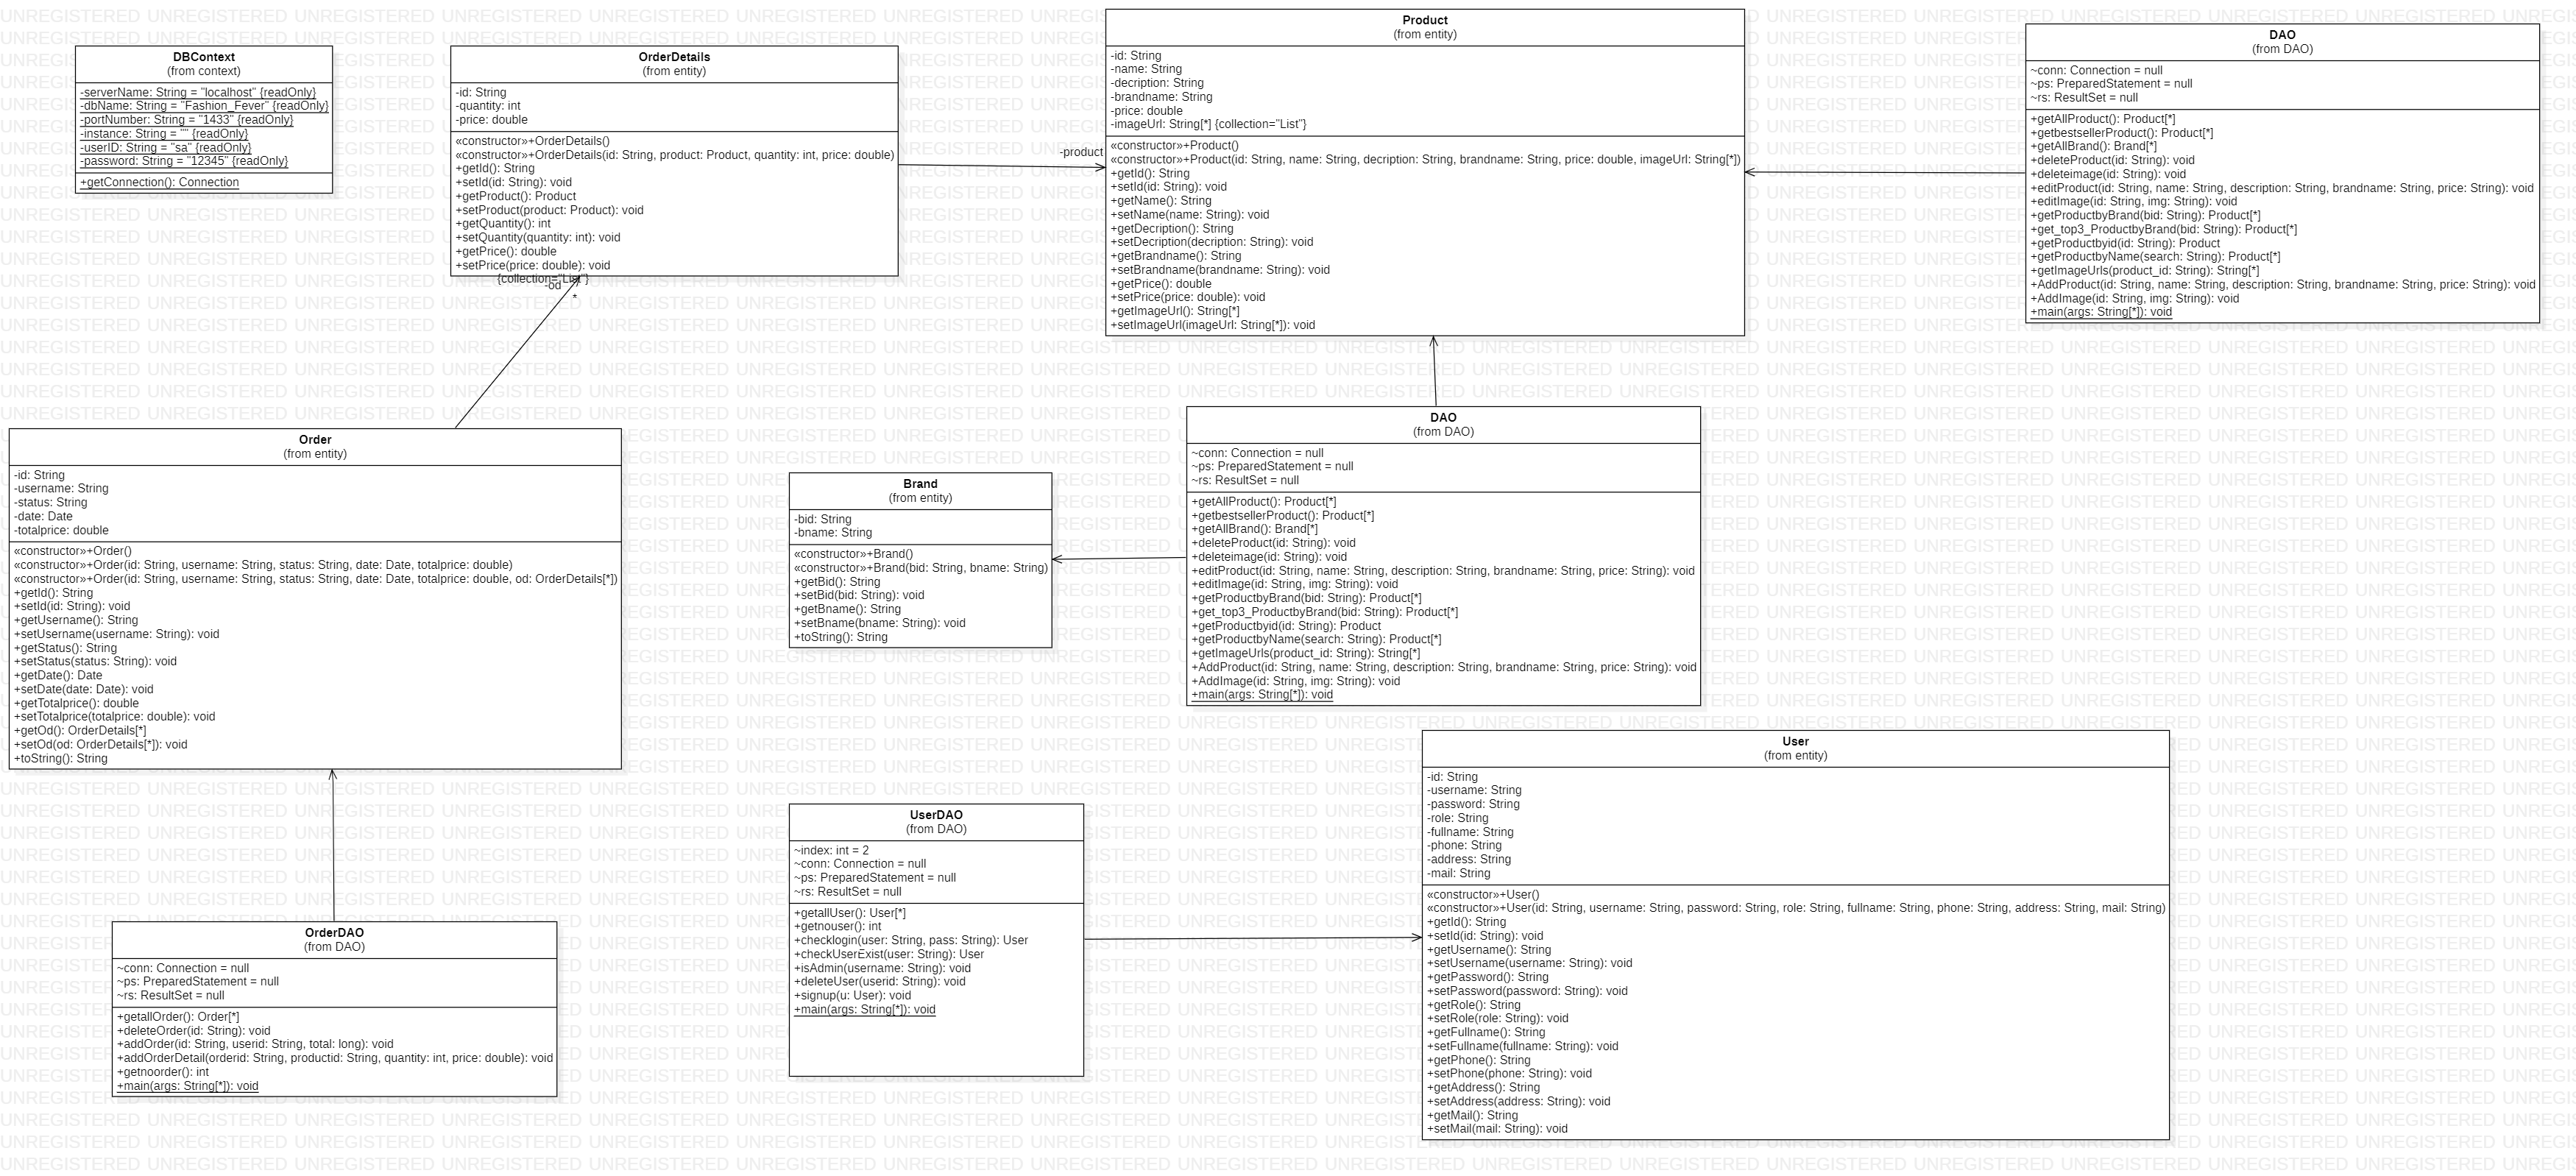 DBContext
(from context)
-serverName: String = "localhost" {readOnly}
-dbName: String = "Fashion_Fever" {readOnly}
-portNumber: String = "1433" {readOnly}
-instance: String = "" {readOnly}
-userID: String = "sa" {readOnly}
-password: String = "12345" {readOnly}
+getConnection(): Connection
OrderDetails
(from entity)
-id: String
-quantity: int
-price: double
«constructor»+OrderDetails()
«constructor»+OrderDetails(id: String, product: Product, quantity: int, price: double)
+getId(): String
+setId(id: String): void
+getProduct(): Product
+setProduct(product: Product): void
+getQuantity(): int
+setQuantity(quantity: int): void
+getPrice(): double
+setPrice(price: double): void
{collection="List"}
-od
*
-product
Product
(from entity)
-id: String
-name: String
-decription: String
-brandname: String
-price: double
-imageUrl: String[*] {collection="List"}
«constructor»+Product()
«constructor»+Product(id: String, name: String, decription: String, brandname: String, price: double, imageUrl: String[*])
+getId(): String
+setId(id: String): void
+getName(): String
+setName(name: String): void
+getDecription(): String
+setDecription(decription: String): void
+getBrandname(): String
+setBrandname(brandname: String): void
+getPrice(): double
+setPrice(price: double): void
+getImageUrl(): String[*]
+setImageUrl(imageUrl: String[*]): void
DAO
(from DAO)
~conn: Connection = null
~ps: PreparedStatement = null
~rs: ResultSet = null
+getAllProduct(): Product[*]
+getbestsellerProduct(): Product[*]
+getAllBrand(): Brand[*]
+deleteProduct(id: String): void
+deleteimage(id: String): void
+editProduct(id: String, name: String, description: String, brandname: String, price: String): void
+editImage(id: String, img: String): void
+getProductbyBrand(bid: String): Product[*]
+get_top3_ProductbyBrand(bid: String): Product[*]
+getProductbyid(id: String): Product
+getProductbyName(search: String): Product[*]
+getImageUrls(product_id: String): String[*]
+AddProduct(id: String, name: String, description: String, brandname: String, price: String): void
+AddImage(id: String, img: String): void
+main(args: String[*]): void
Order
(from entity)
-id: String
-username: String
-status: String
-date: Date
-totalprice: double
«constructor»+Order()
«constructor»+Order(id: String, username: String, status: String, date: Date, totalprice: double)
«constructor»+Order(id: String, username: String, status: String, date: Date, totalprice: double, od: OrderDetails[*])
+getId(): String
+setId(id: String): void
+getUsername(): String
+setUsername(username: String): void
+getStatus(): String
+setStatus(status: String): void
+getDate(): Date
+setDate(date: Date): void
+getTotalprice(): double
+setTotalprice(totalprice: double): void
+getOd(): OrderDetails[*]
+setOd(od: OrderDetails[*]): void
+toString(): String
Brand
(from entity)
-bid: String
-bname: String
«constructor»+Brand()
«constructor»+Brand(bid: String, bname: String)
+getBid(): String
+setBid(bid: String): void
+getBname(): String
+setBname(bname: String): void
+toString(): String
DAO
(from DAO)
~conn: Connection = null
~ps: PreparedStatement = null
~rs: ResultSet = null
+getAllProduct(): Product[*]
+getbestsellerProduct(): Product[*]
+getAllBrand(): Brand[*]
+deleteProduct(id: String): void
+deleteimage(id: String): void
+editProduct(id: String, name: String, description: String, brandname: String, price: String): void
+editImage(id: String, img: String): void
+getProductbyBrand(bid: String): Product[*]
+get_top3_ProductbyBrand(bid: String): Product[*]
+getProductbyid(id: String): Product
+getProductbyName(search: String): Product[*]
+getImageUrls(product_id: String): String[*]
+AddProduct(id: String, name: String, description: String, brandname: String, price: String): void
+AddImage(id: String, img: String): void
+main(args: String[*]): void
OrderDAO
(from DAO)
~conn: Connection = null
~ps: PreparedStatement = null
~rs: ResultSet = null
+getallOrder(): Order[*]
+deleteOrder(id: String): void
+addOrder(id: String, userid: String, total: long): void
+addOrderDetail(orderid: String, productid: String, quantity: int, price: double): void
+getnoorder(): int
+main(args: String[*]): void
UserDAO
(from DAO)
~index: int = 2
~conn: Connection = null
~ps: PreparedStatement = null
~rs: ResultSet = null
+getallUser(): User[*]
+getnouser(): int
+checklogin(user: String, pass: String): User
+checkUserExist(user: String): User
+isAdmin(username: String): void
+deleteUser(userid: String): void
+signup(u: User): void
+main(args: String[*]): void
User
(from entity)
-id: String
-username: String
-password: String
-role: String
-fullname: String
-phone: String
-address: String
-mail: String
«constructor»+User()
«constructor»+User(id: String, username: String, password: String, role: String, fullname: String, phone: String, address: String, mail: String)
+getId(): String
+setId(id: String): void
+getUsername(): String
+setUsername(username: String): void
+getPassword(): String
+setPassword(password: String): void
+getRole(): String
+setRole(role: String): void
+getFullname(): String
+setFullname(fullname: String): void
+getPhone(): String
+setPhone(phone: String): void
+getAddress(): String
+setAddress(address: String): void
+getMail(): String
+setMail(mail: String): void
UNREGISTERED